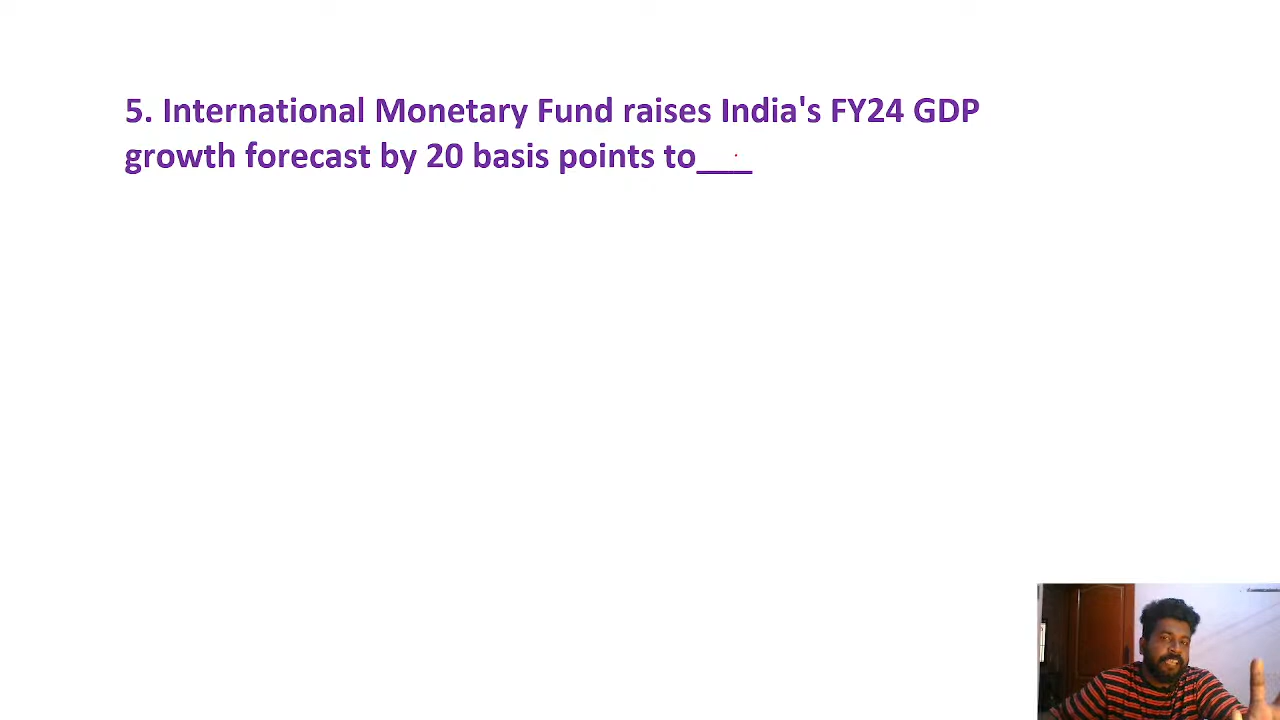 5. International Monetary Fund raises India's FY24 GDP
growth forecast by 20 basis points to___